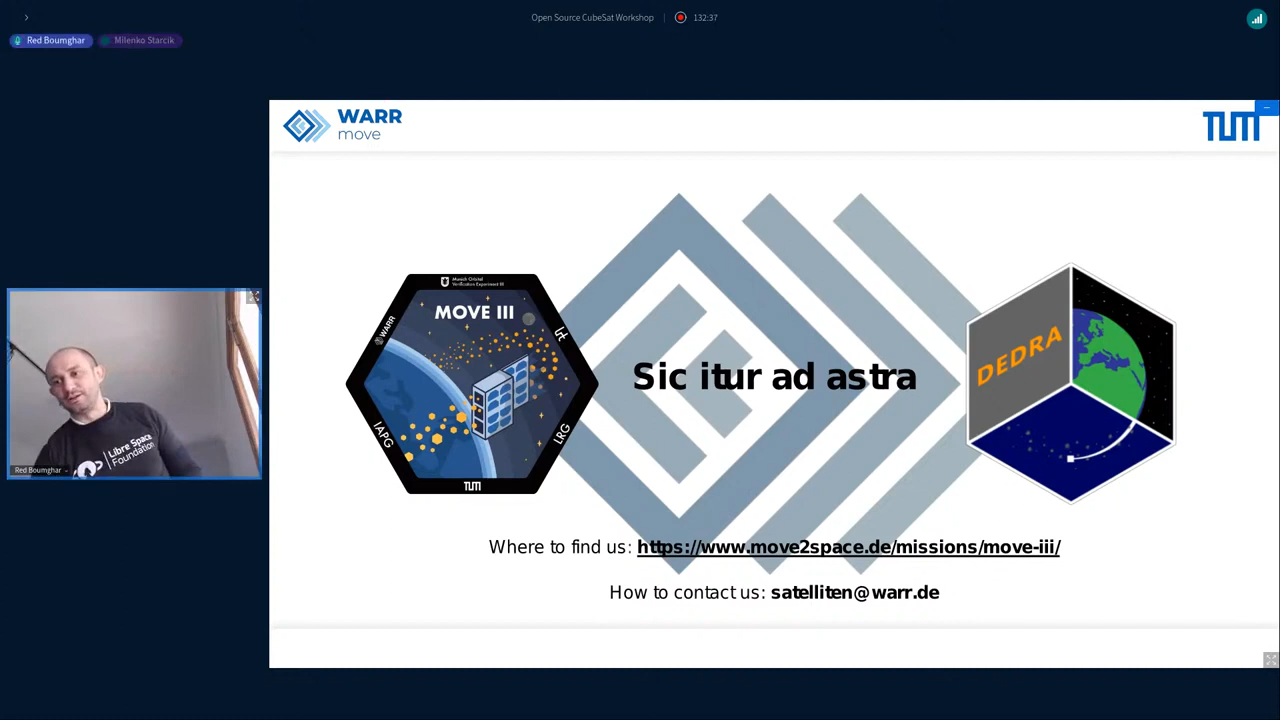 Open Source CubeSat Workshop
132:37
Red Boumghar
Milenko Starcik
WARR
move
TUM
Munich Orbital
Verification Experiment III
MOVE III
WARR
IAPG
LRG
TUM
DEDRA
Sic itur ad astra
Where to find us: https://www.move2space.de/missions/move-iii/
How to contact us: satelliten@warr.de
Libre Space
Foundation
Red Boumghar